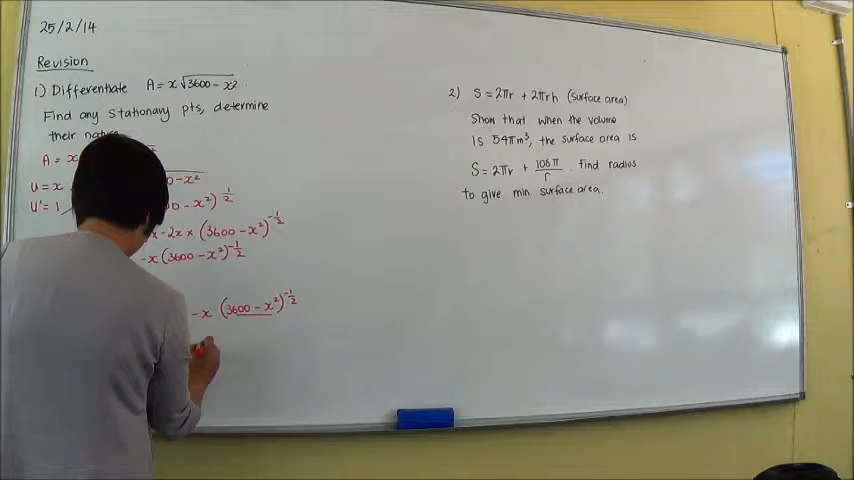 25/2/14
Revision
1) Differentiate A = x√3600 – x²
Find any stationary pts, determine
their nature
A = x
U = x 0 – x²
U' = 1 00 – x²)^½
x – 2x × (3600 – x²)^-½
– x (3600 – x²)^-½
– x · (3600 – x²)^-½
2) S = 2πr + 2πrh (surface area)
Show that when the volume
is 54πm³, the surface area is
S = 2πr + 108π/r . Find radius
to give min. surface area.